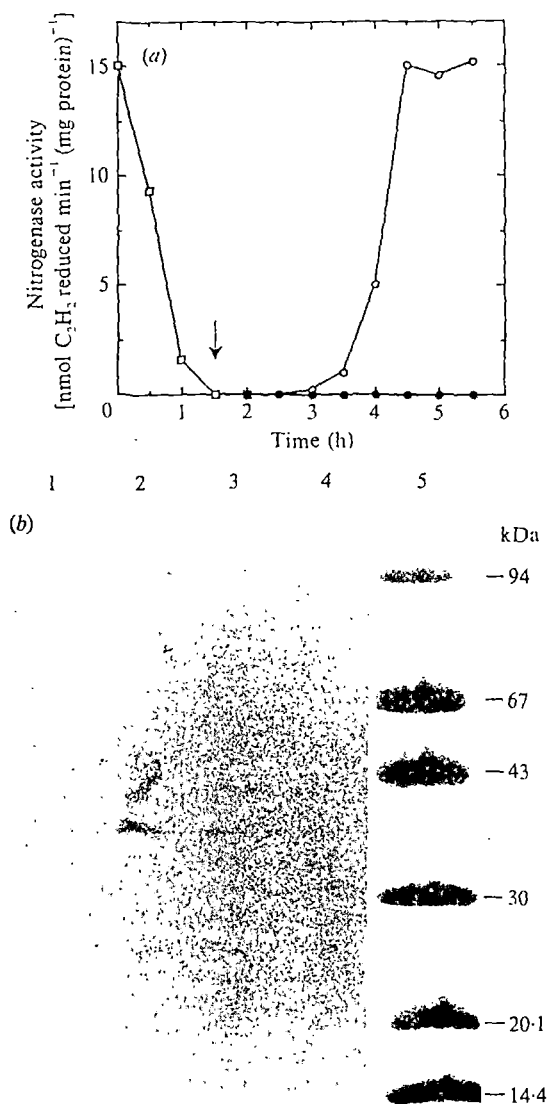 (a)
Nitrogenase activity
[nmol C₂H₂ reduced min⁻¹ (mg protein)⁻¹]
15
10
5
0
0 1 2 3 4 5 6
Time (h)
1 2 3 4 5
(b)
kDa
94
67
43
30
20·1
14·4